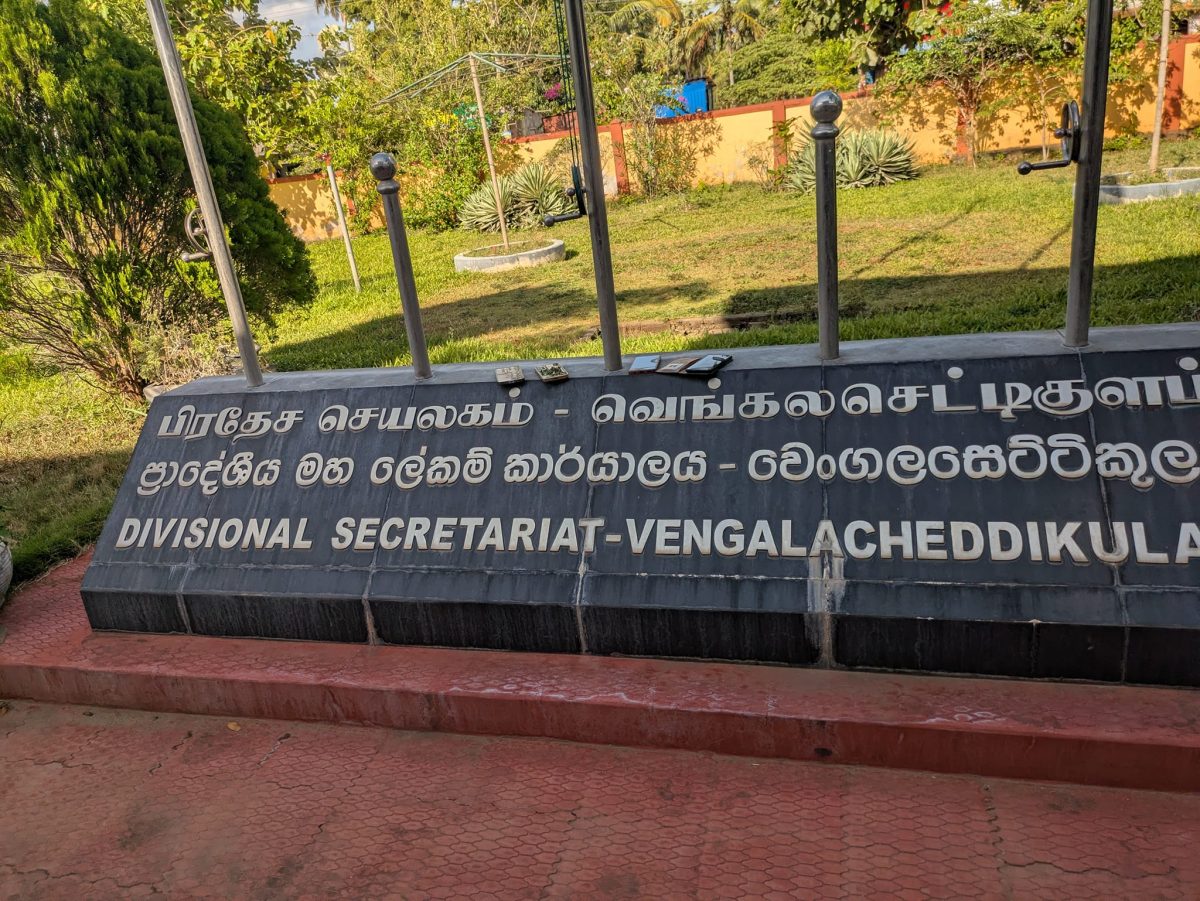 பிரதேச செயலகம் - வெங்கலசெட்டிகுளம்
ප්‍රාදේශීය මහ ලේකම් කාර්යාලය - වෙංගලසෙට්ටිකුල
DIVISIONAL SECRETARIAT-VENGALACHEDDIKULA